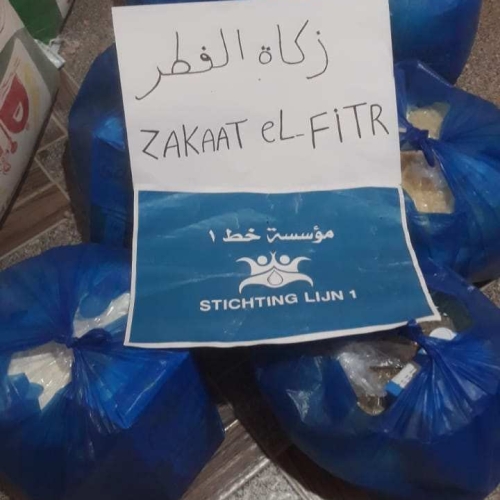 زكاة الفطر
ZAKAAT eL-FiTR
مؤسسة خط ١
STICHTING LIJN 1